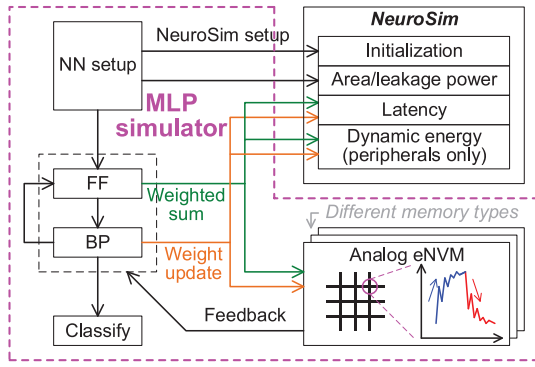 NeuroSim setup
NN setup
MLP
simulator
NeuroSim
Initialization
Area/leakage power
Latency
Dynamic energy
(peripherals only)
FF
Weighted
sum
BP
Weight
update
Different memory types
Analog eNVM
Feedback
Classify